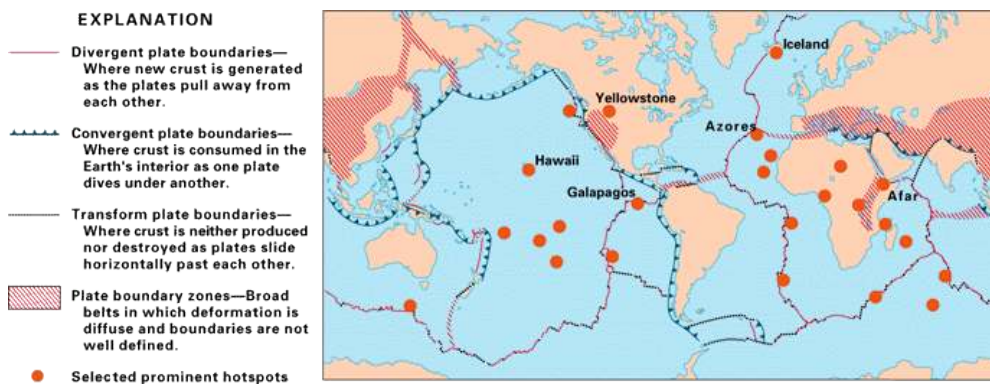 EXPLANATION
Divergent plate boundaries—
Where new crust is generated
as the plates pull away from
each other.
Convergent plate boundaries—
Where crust is consumed in the
Earth's interior as one plate
dives under another.
Transform plate boundaries—
Where crust is neither produced
nor destroyed as plates slide
horizontally past each other.
Plate boundary zones—Broad
belts in which deformation is
diffuse and boundaries are not
well defined.
Selected prominent hotspots
Iceland
Yellowstone
Azores
Hawaii
Galapagos
Afar